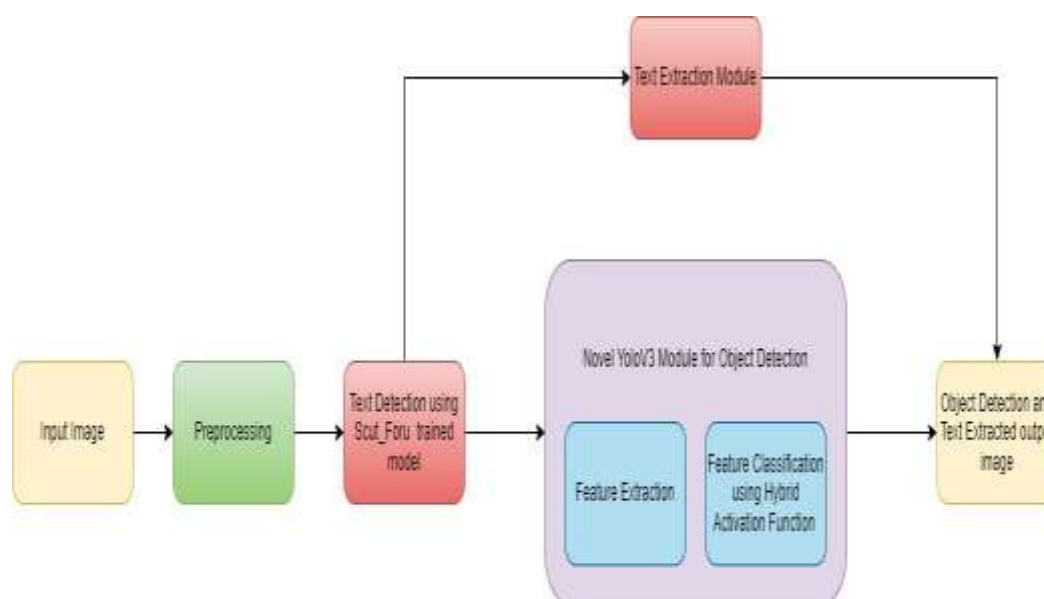 Text Extraction Module
Novel YoloV3 Module for Object Detection
Input Image
Preprocessing
Text Detection using
Scut_Foru trained
model
Feature Extraction
Feature Classification
using Hybrid
Activation Function
Object Detection an
Text Extracted outp
image